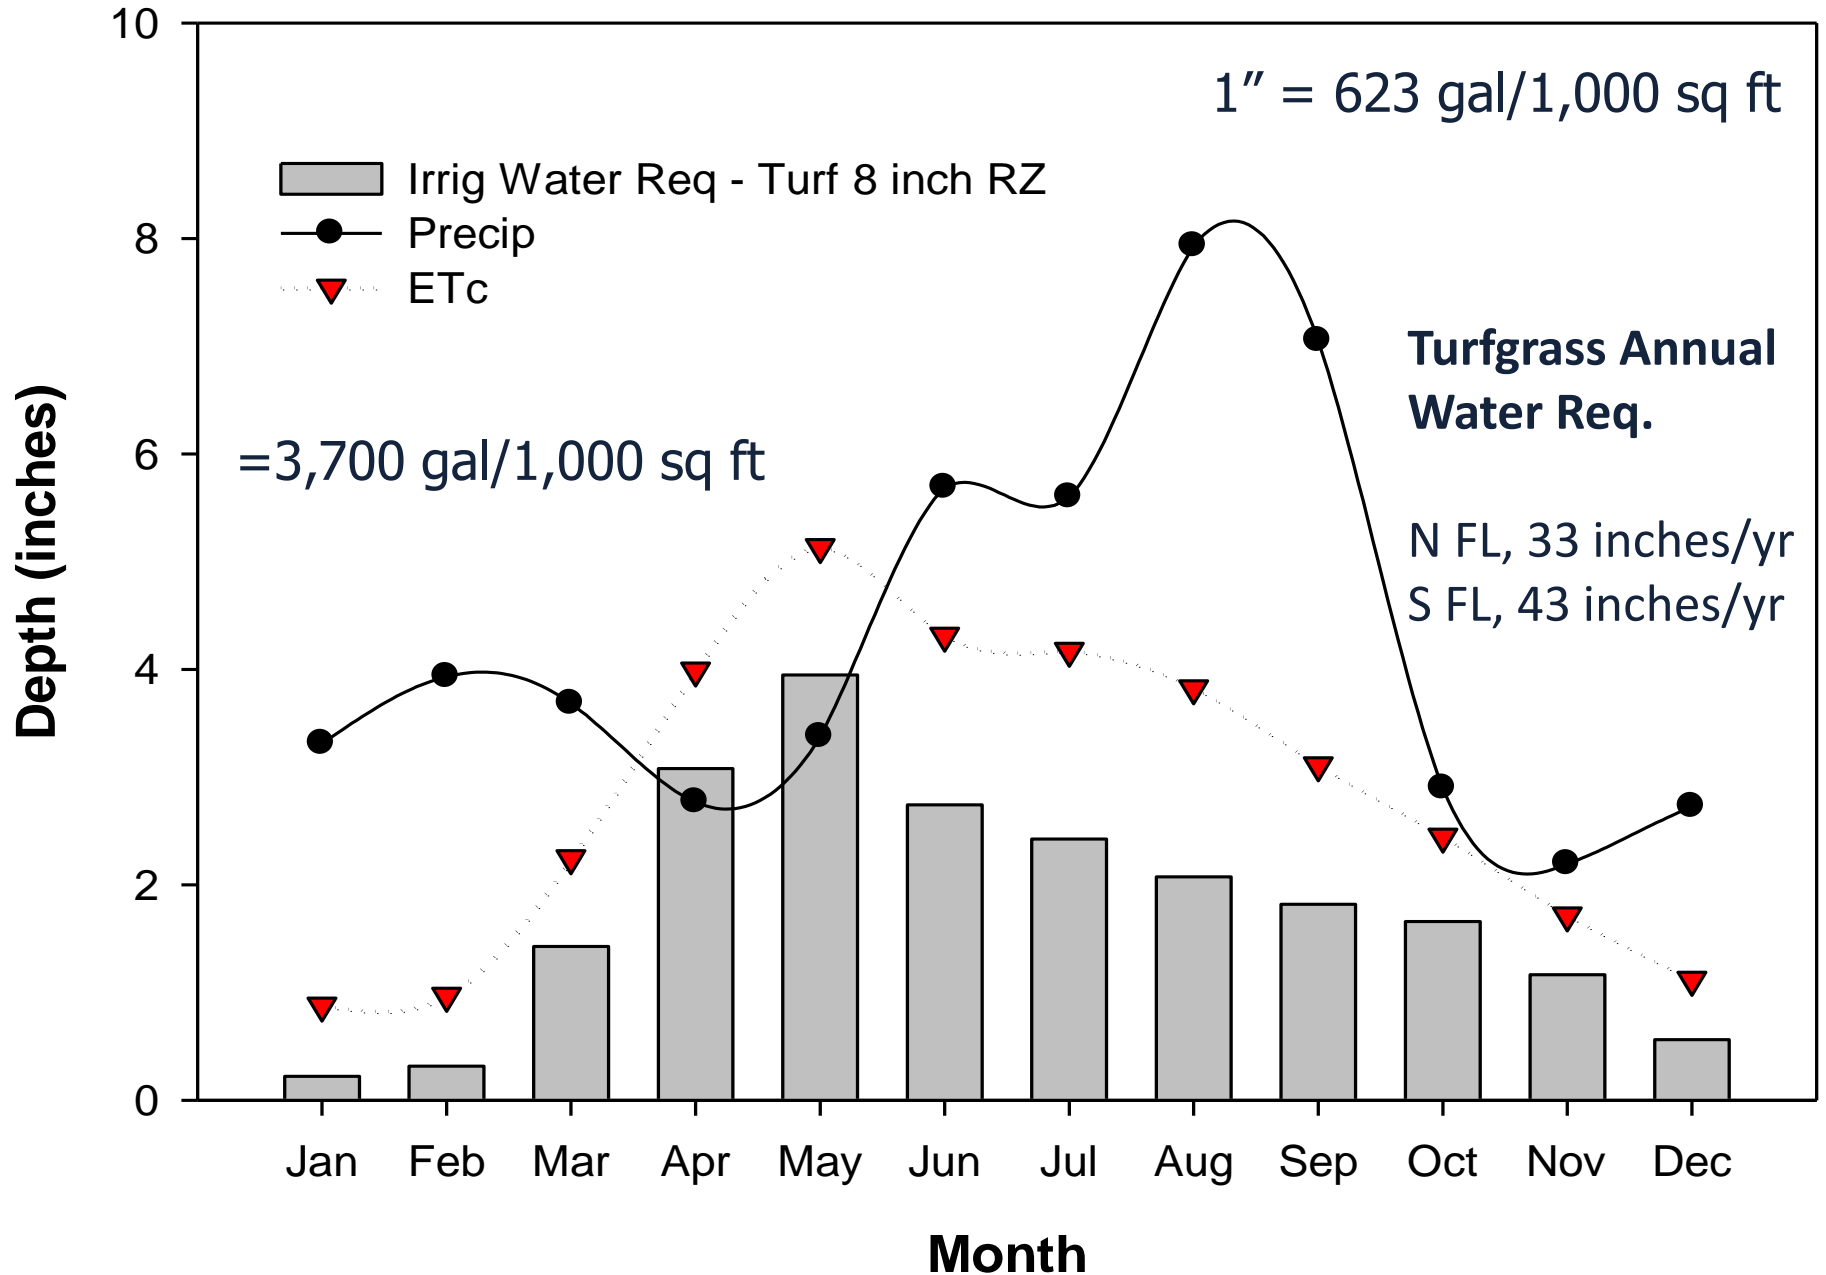 10
1″ = 623 gal/1,000 sq ft
Irrig Water Req - Turf 8 inch RZ
Precip
8
ETc
Turfgrass Annual
Water Req.
=3,700 gal/1,000 sq ft
6
N FL, 33 inches/yr
S FL, 43 inches/yr
Depth (inches)
4
2
0
Jan Feb Mar Apr May Jun Jul Aug Sep Oct Nov Dec
Month